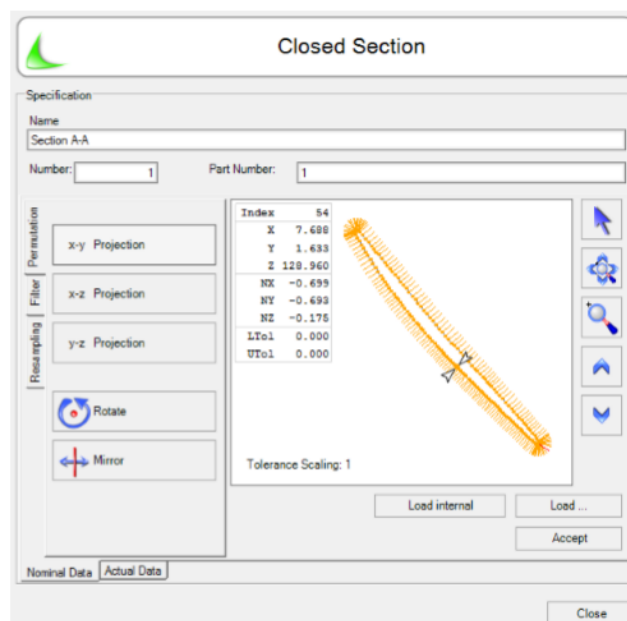 Closed Section
Specification
Name
Section A-A
Number: 1 Part Number: 1
Permutation
Filter
Resampling
x-y Projection
x-z Projection
y-z Projection
Rotate
Mirror
Index 54
X 7.688
Y 1.633
Z 128.960
NX -0.699
NY -0.693
NZ -0.175
LTol 0.000
UTol 0.000
Tolerance Scaling: 1
Load internal Load ...
Accept
Nominal Data Actual Data
Close